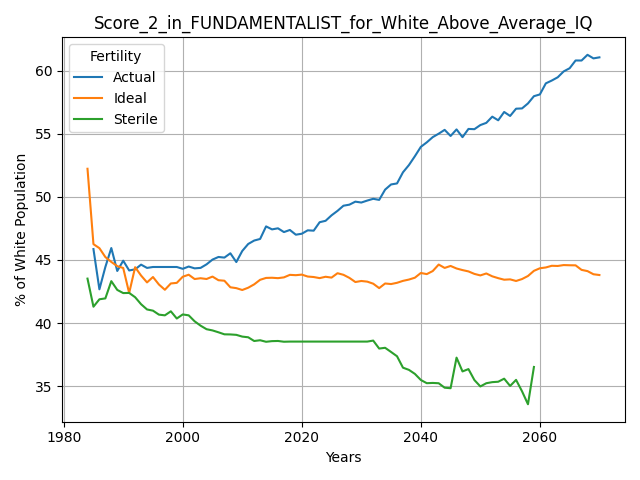 Score_2_in_FUNDAMENTALIST_for_White_Above_Average_IQ
Fertility
Actual
Ideal
Sterile
% of White Population
60
55
50
45
40
35
1980
2000
2020
2040
2060
Years